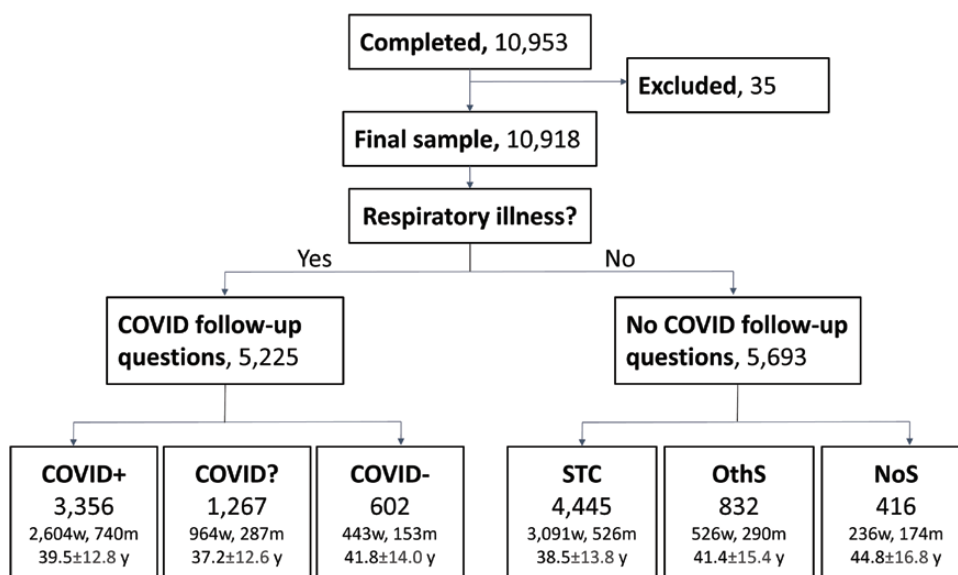 Completed, 10,953
Excluded, 35
Final sample, 10,918
Respiratory illness?
Yes
No
COVID follow-up
questions, 5,225
No COVID follow-up
questions, 5,693
COVID+
3,356
2,604w, 740m
39.5±12.8 y
COVID?
1,267
964w, 287m
37.2±12.6 y
COVID-
602
443w, 153m
41.8±14.0 y
STC
4,445
3,091w, 526m
38.5±13.8 y
OthS
832
526w, 290m
41.4±15.4 y
NoS
416
236w, 174m
44.8±16.8 y